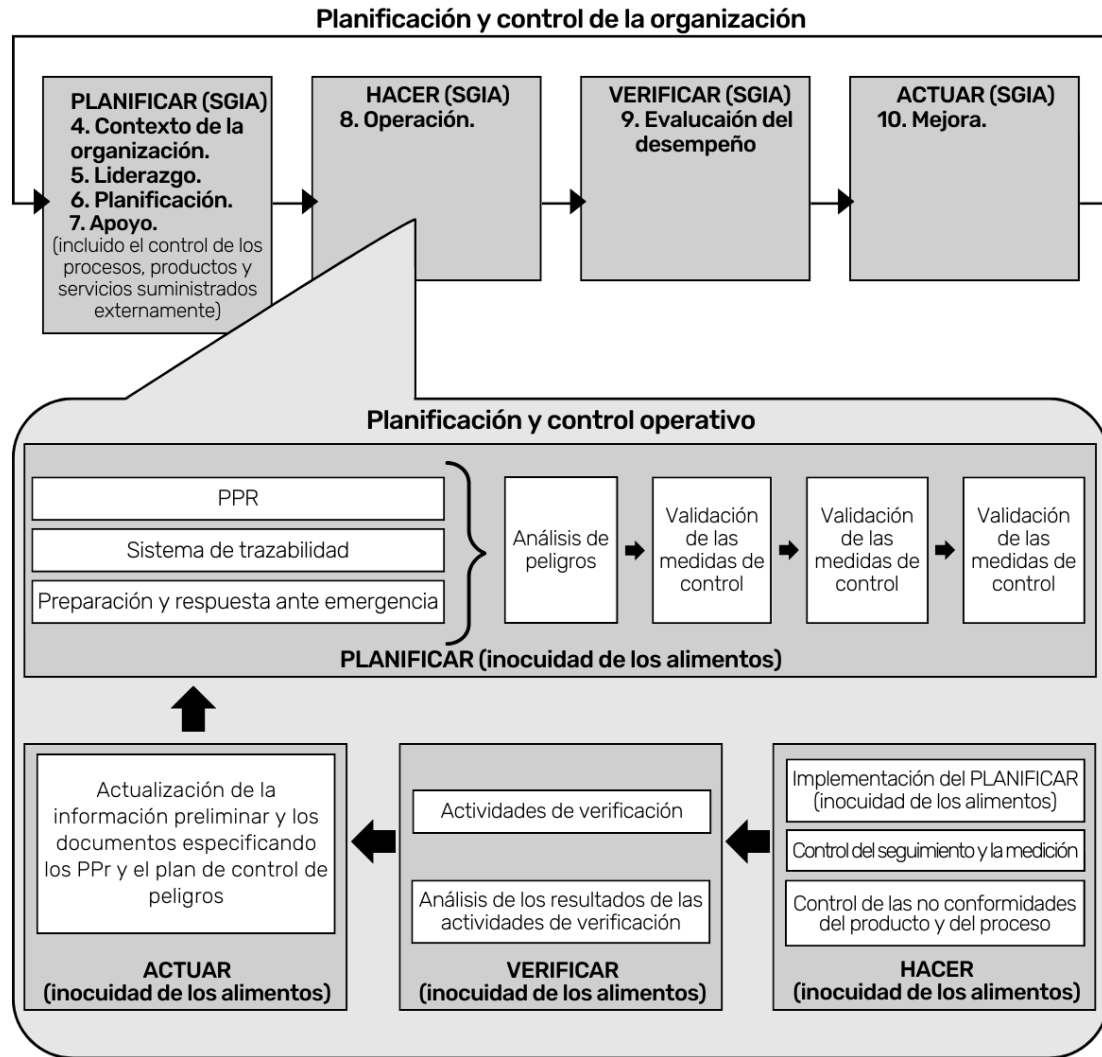 Planificación y control de la organización
PLANIFICAR (SGIA)
4. Contexto de la
organización.
5. Liderazgo.
6. Planificación.
7. Apoyo.
(incluido el control de los
procesos, productos y
servicios suministrados
externamente)
HACER (SGIA)
8. Operación.
VERIFICAR (SGIA)
9. Evalucaión del
desempeño
ACTUAR (SGIA)
10. Mejora.
Planificación y control operativo
PPR
Sistema de trazabilidad
Preparación y respuesta ante emergencia
Análisis de
peligros
Validación
de las
medidas de
control
Validación
de las
medidas de
control
Validación
de las
medidas de
control
PLANIFICAR (inocuidad de los alimentos)
Actualización de la
información preliminar y los
documentos especificando
los PPr y el plan de control de
peligros
ACTUAR
(inocuidad de los alimentos)
Actividades de verificación
Análisis de los resultados de las
actividades de verificación
VERIFICAR
(inocuidad de los alimentos)
Implementación del PLANIFICAR
(inocuidad de los alimentos)
Control del seguimiento y la medición
Control de las no conformidades
del producto y del proceso
HACER
(inocuidad de los alimentos)